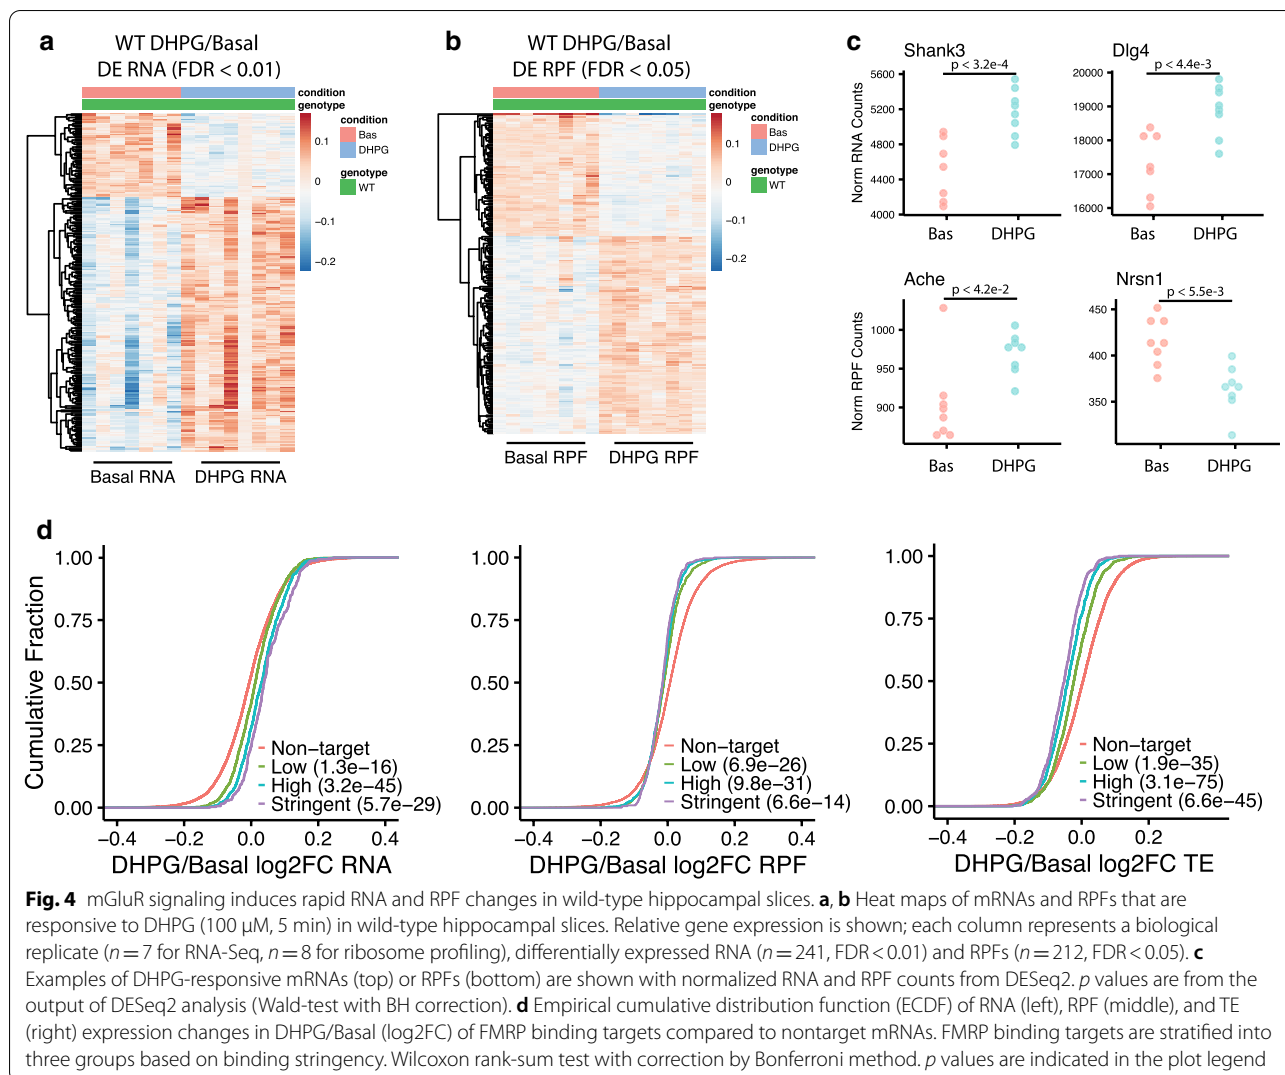 a
WT DHPG/Basal
DE RNA (FDR < 0.01)
condition
genotype
0.1
0
−0.1
−0.2
condition
Bas
DHPG
genotype
WT
Basal RNA
DHPG RNA
b
WT DHPG/Basal
DE RPF (FDR < 0.05)
condition
genotype
0.1
0
−0.1
−0.2
condition
Bas
DHPG
genotype
WT
Basal RPF
DHPG RPF
c
Shank3
p < 3.2e-4
Norm RNA Counts
5600
5200
4800
4400
4000
Bas
DHPG
Dlg4
p < 4.4e-3
20000
19000
18000
17000
16000
Bas
DHPG
Ache
p < 4.2e-2
Norm RPF Counts
1000
950
900
Bas
DHPG
Nrsn1
p < 5.5e-3
450
400
350
Bas
DHPG
d
Cumulative Fraction
1.00
0.75
0.50
0.25
0.00
Non−target
Low (1.3e−16)
High (3.2e−45)
Stringent (5.7e−29)
−0.4 −0.2 0.0 0.2 0.4
DHPG/Basal log2FC RNA
1.00
0.75
0.50
0.25
0.00
Non−target
Low (6.9e−26)
High (9.8e−31)
Stringent (6.6e−14)
−0.4 −0.2 0.0 0.2 0.4
DHPG/Basal log2FC RPF
1.00
0.75
0.50
0.25
0.00
Non−target
Low (1.9e−35)
High (3.1e−75)
Stringent (6.6e−45)
−0.4 −0.2 0.0 0.2
DHPG/Basal log2FC TE
Fig. 4 mGluR signaling induces rapid RNA and RPF changes in wild-type hippocampal slices. a, b Heat maps of mRNAs and RPFs that are
responsive to DHPG (100 μM, 5 min) in wild-type hippocampal slices. Relative gene expression is shown; each column represents a biological
replicate (n = 7 for RNA-Seq, n = 8 for ribosome profiling), differentially expressed RNA (n = 241, FDR < 0.01) and RPFs (n = 212, FDR < 0.05). c
Examples of DHPG-responsive mRNAs (top) or RPFs (bottom) are shown with normalized RNA and RPF counts from DESeq2. p values are from the
output of DESeq2 analysis (Wald-test with BH correction). d Empirical cumulative distribution function (ECDF) of RNA (left), RPF (middle), and TE
(right) expression changes in DHPG/Basal (log2FC) of FMRP binding targets compared to nontarget mRNAs. FMRP binding targets are stratified into
three groups based on binding stringency. Wilcoxon rank-sum test with correction by Bonferroni method. p values are indicated in the plot legend